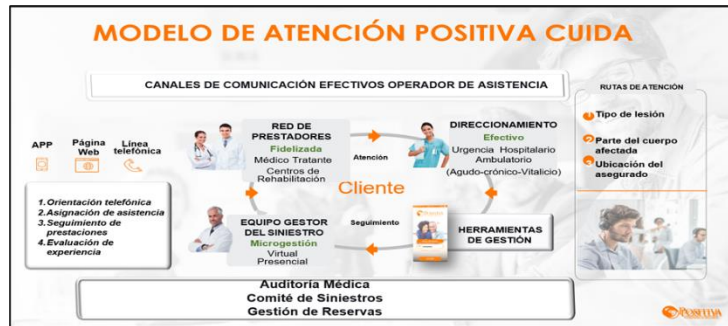 MODELO DE ATENCIÓN POSITIVA CUIDA
CANALES DE COMUNICACIÓN EFECTIVOS OPERADOR DE ASISTENCIA
APP
Página
Web
Línea
telefónica
1. Orientación telefónica
2. Asignación de asistencia
3. Seguimiento de
prestaciones
4. Evaluación de
experiencia
RED DE
PRESTADORES
Fidelizada
Médico Tratante
Centros de
Rehabilitación
Atención
DIRECCIONAMIENTO
Efectivo
Urgencia Hospitalario
Ambulatorio
(Agudo-crónico-Vitalicio)
Cliente
EQUIPO GESTOR
DEL SINIESTRO
Microgestión
Virtual
Presencial
Seguimiento
HERRAMIENTAS
DE GESTIÓN
Auditoría Médica
Comité de Siniestros
Gestión de Reservas
RUTAS DE ATENCIÓN
Tipo de lesión
Parte del cuerpo
afectada
Ubicación del
asegurado
POSITIVA